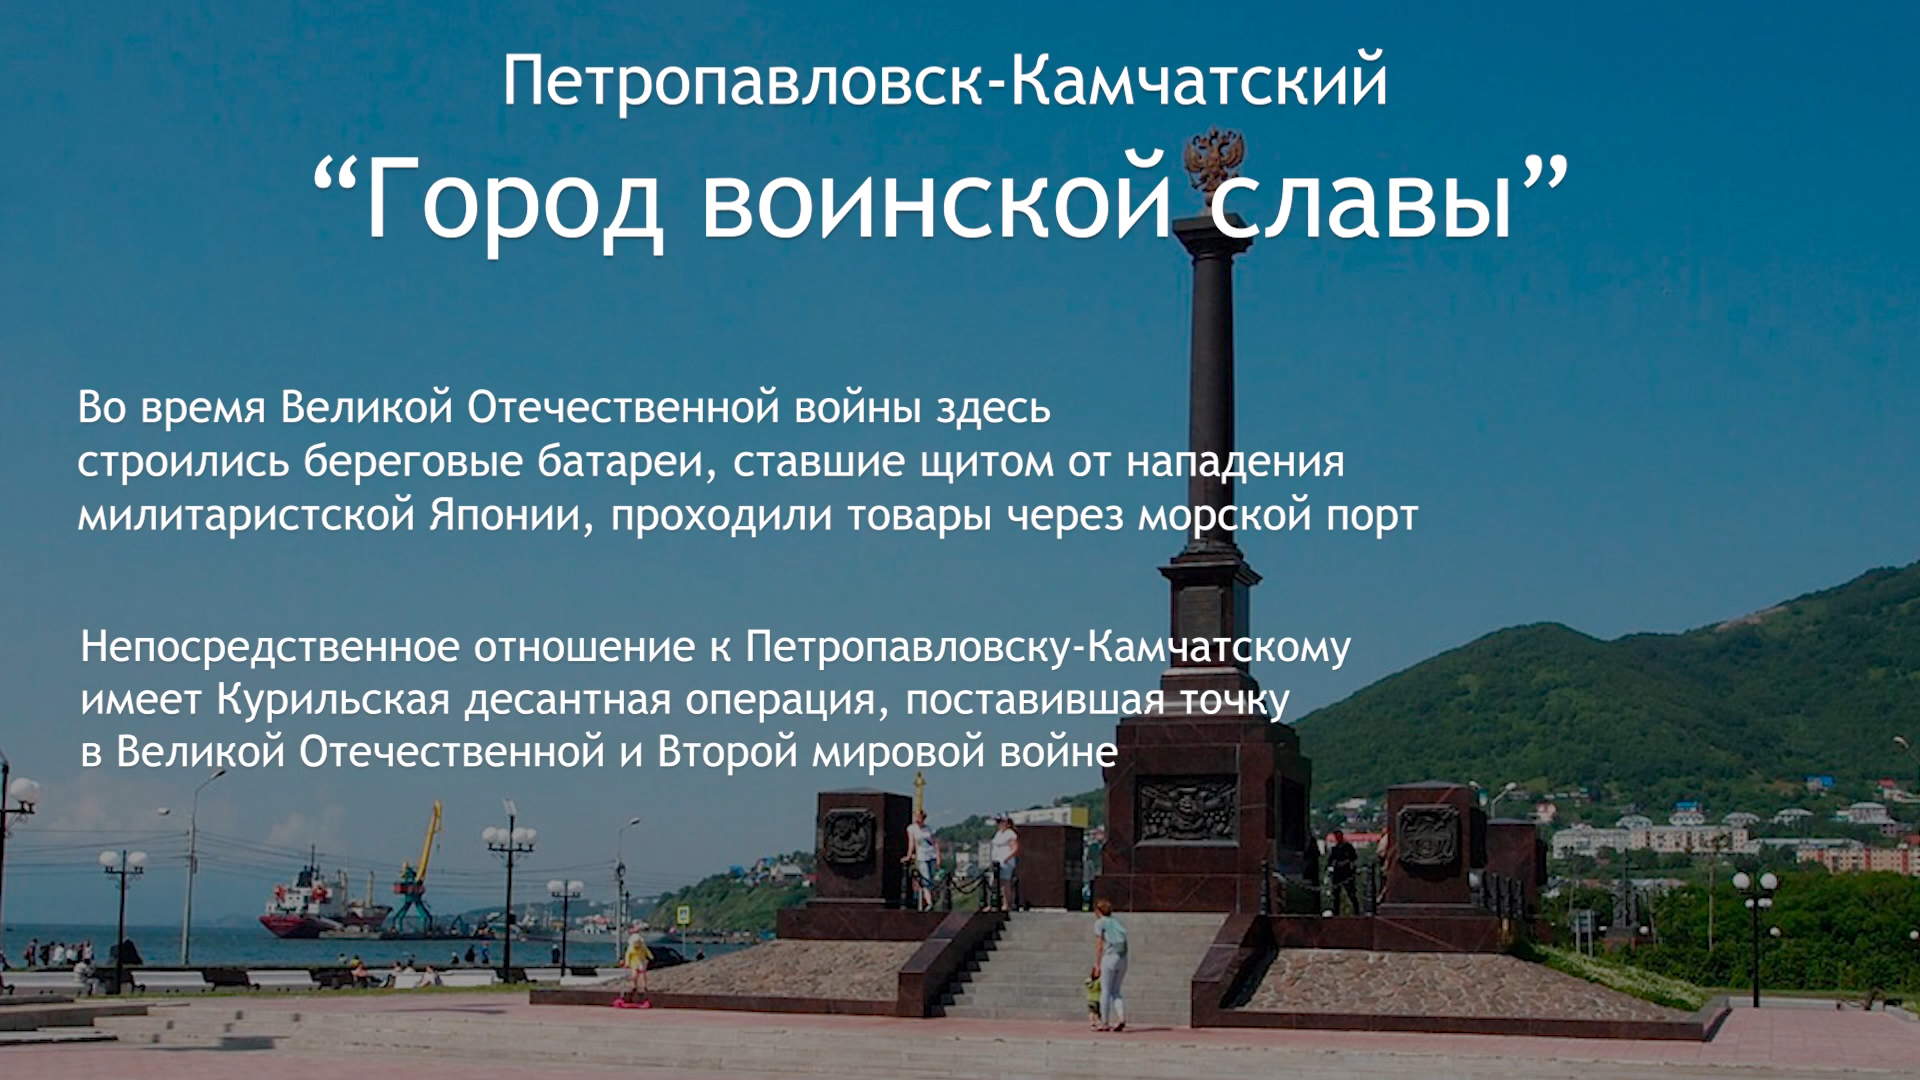 Петропавловск-Камчатский
“Город воинской славы”
Во время Великой Отечественной войны здесь
строились береговые батареи, ставшие щитом от нападения
милитаристской Японии, проходили товары через морской порт
Непосредственное отношение к Петропавловску-Камчатскому
имеет Курильская десантная операция, поставившая точку
в Великой Отечественной и Второй мировой войне